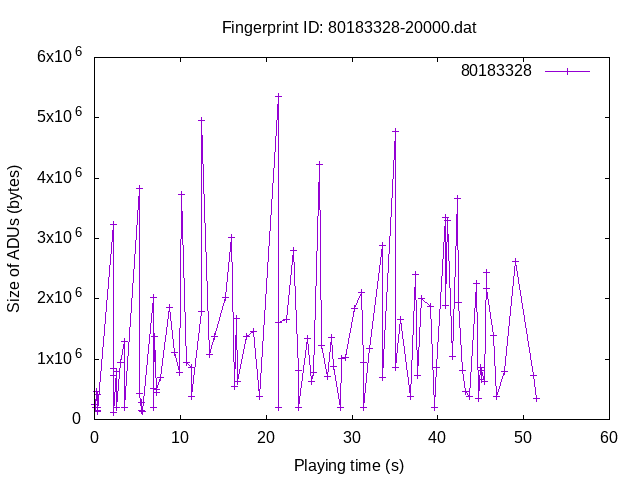 Fingerprint ID: 80183328-20000.dat
80183328
6x10^6
5x10^6
4x10^6
3x10^6
2x10^6
1x10^6
0
Size of ADUs (bytes)
0 10 20 30 40 50 60
Playing time (s)